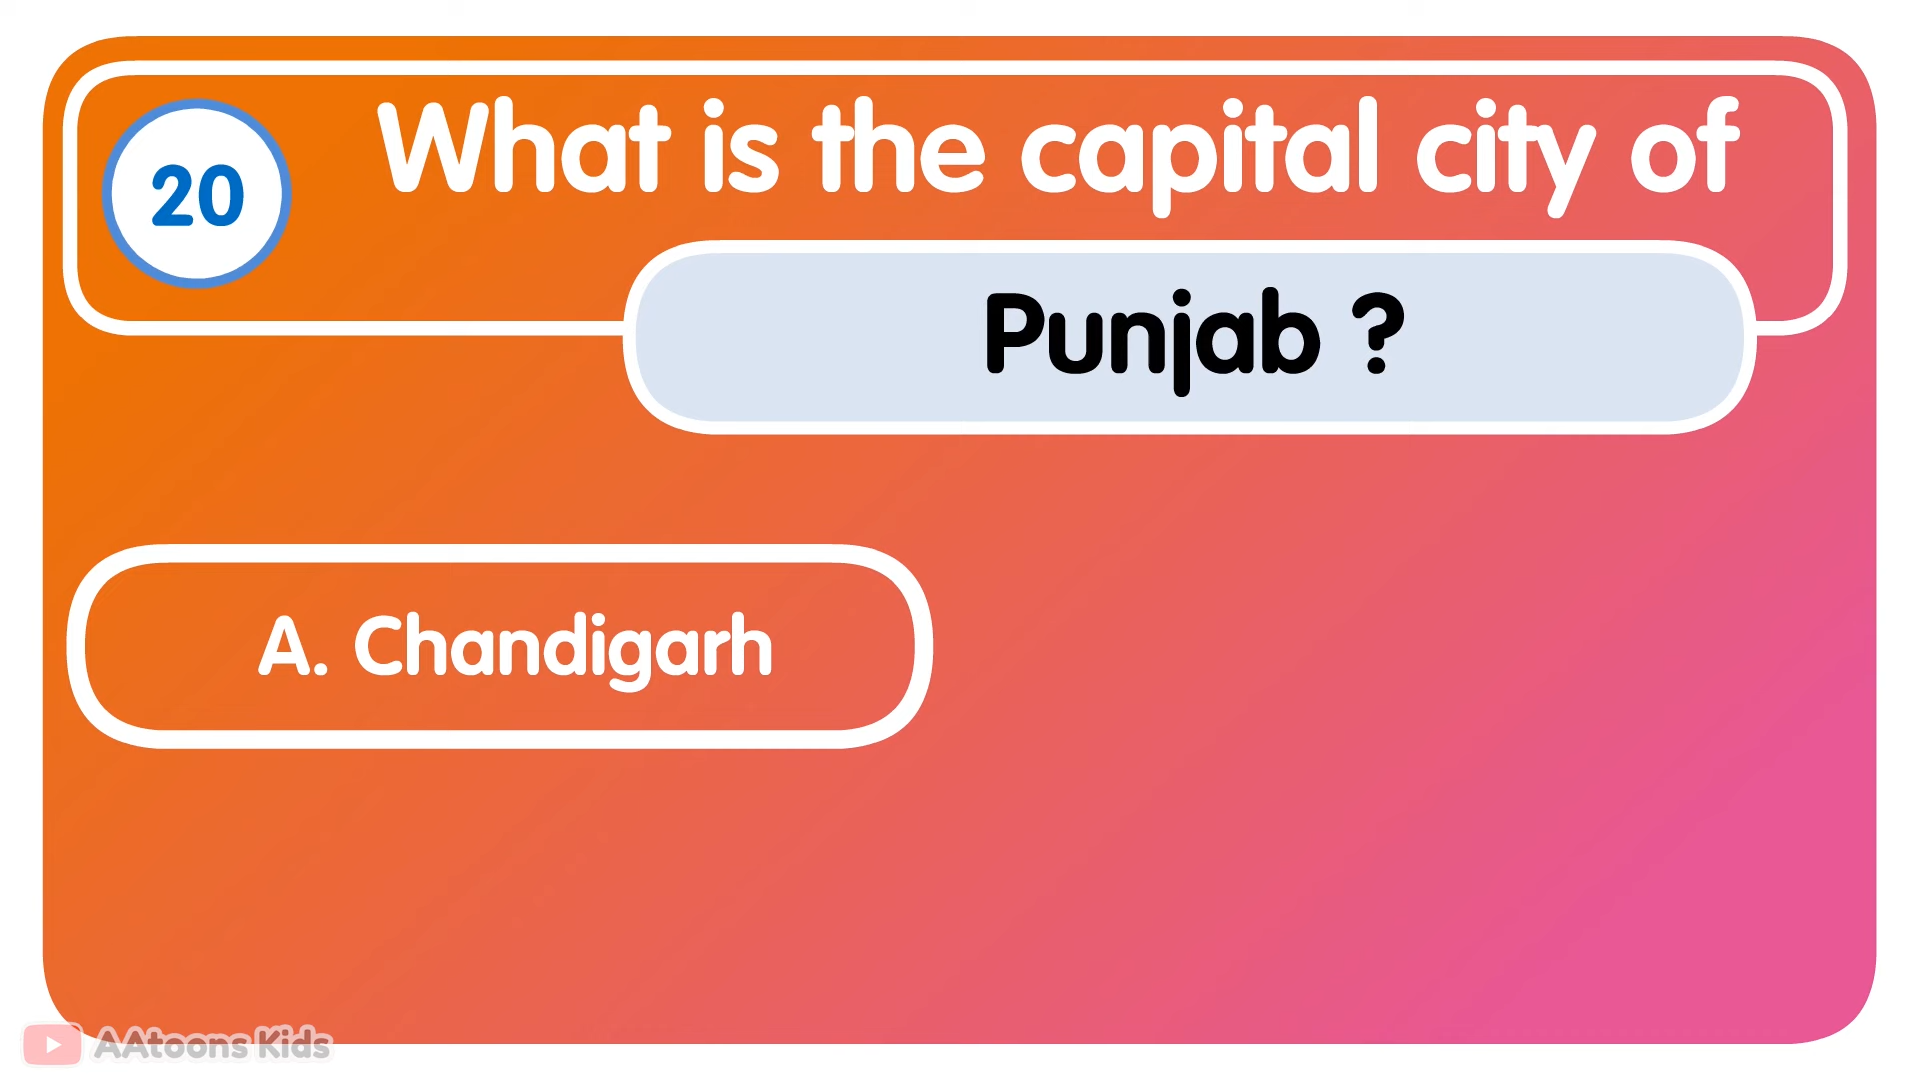 20
What is the capital city of
Punjab ?
A. Chandigarh
AAtoons Kids